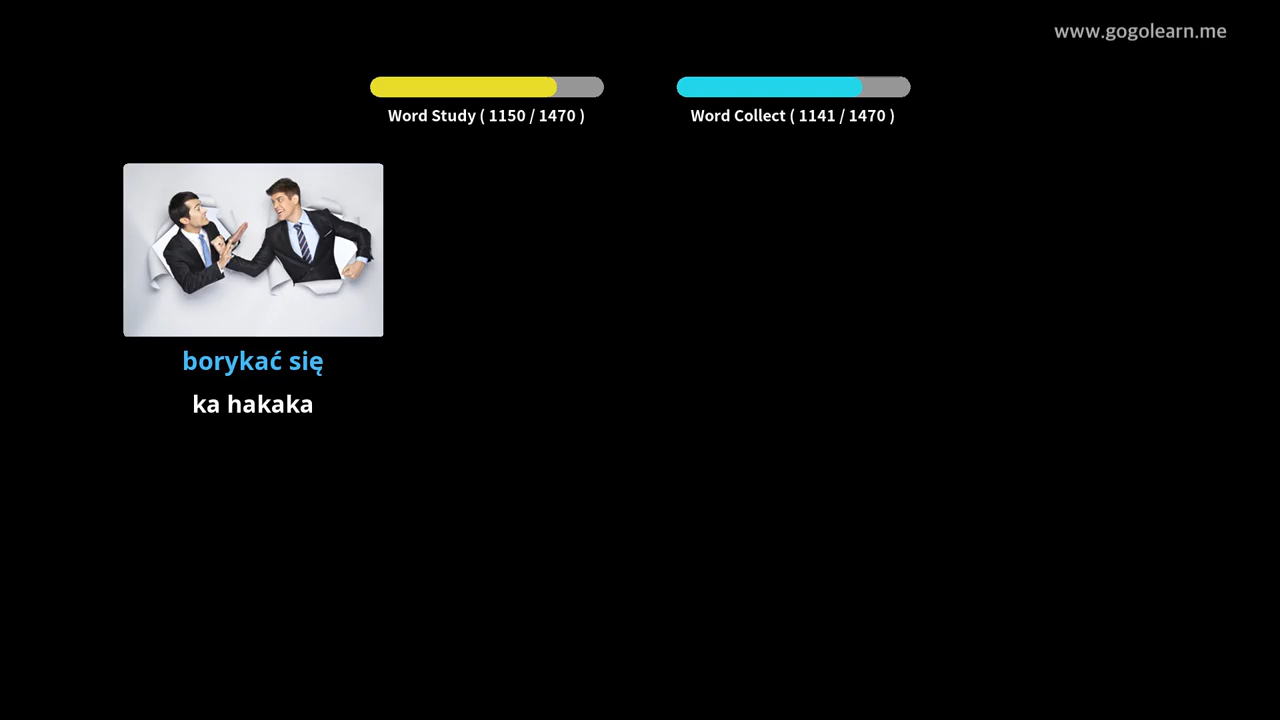 www.gogolearn.me
Word Study ( 1150 / 1470 )
Word Collect ( 1141 / 1470 )
borykać się
ka hakaka